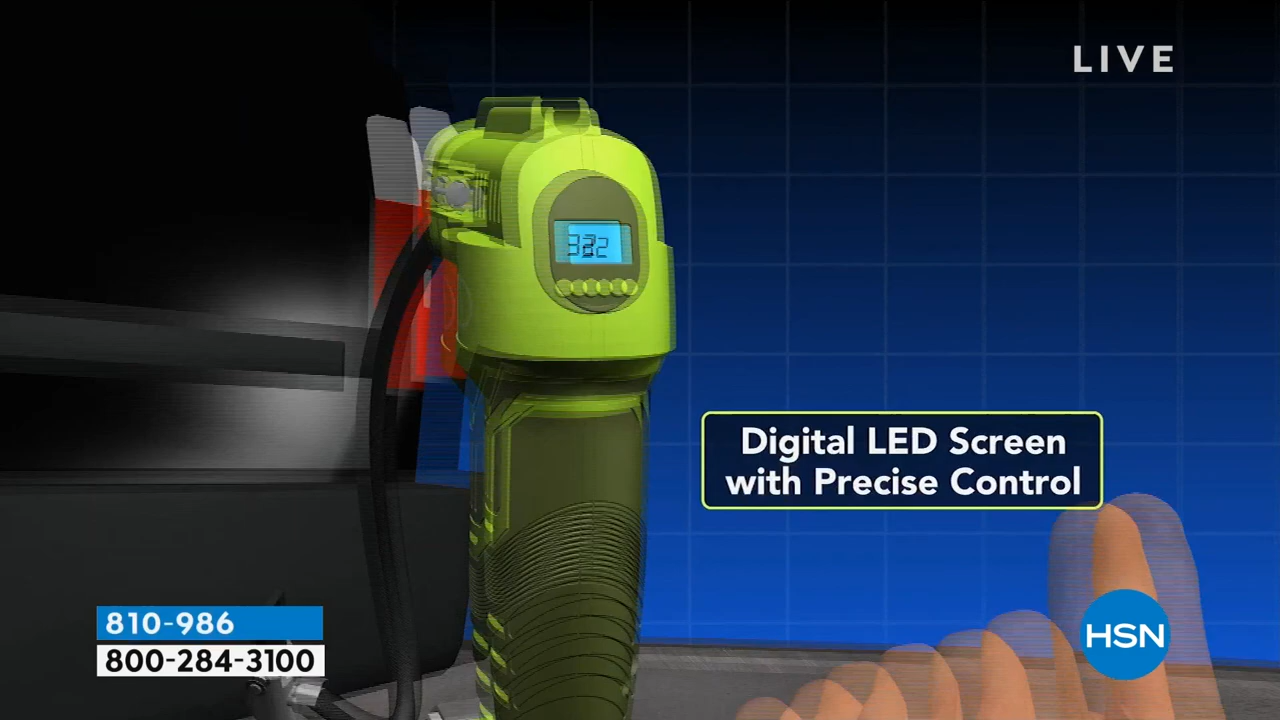 LIVE
Digital LED Screen
with Precise Control
810-986
800-284-3100
HSN